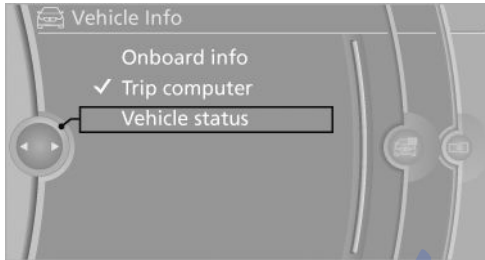 Vehicle Info
Onboard info
Trip computer
Vehicle status